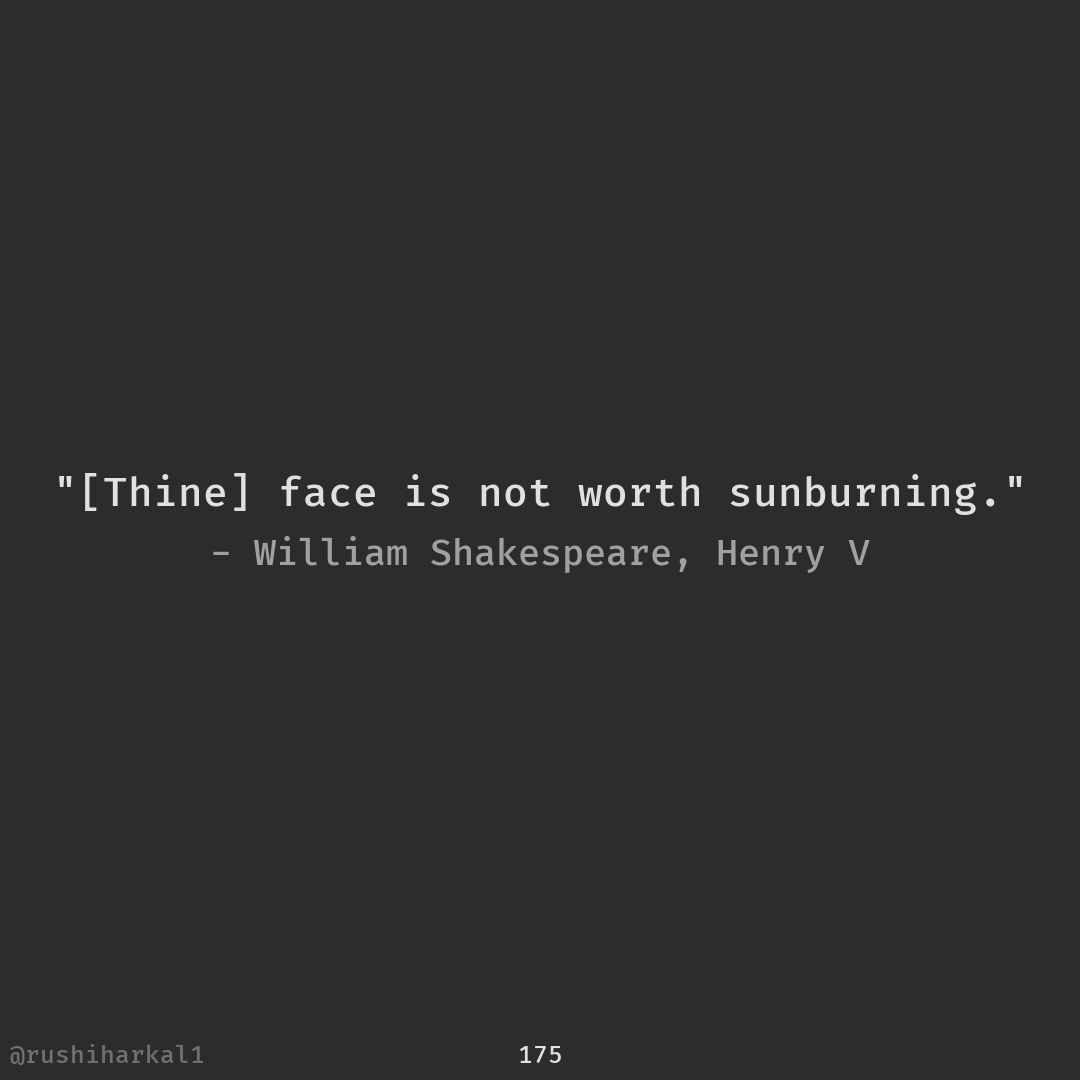 "[Thine] face is not worth sunburning."
– William Shakespeare, Henry V
@rushiharkal1
175